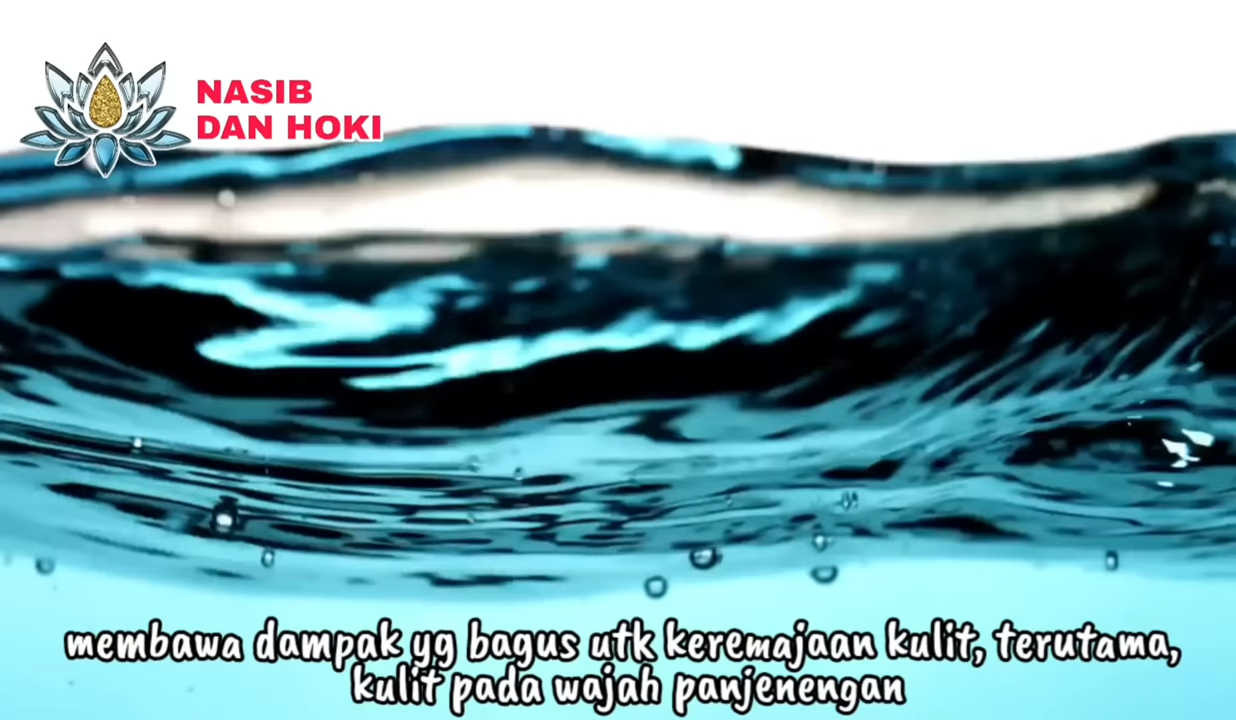 NASIB
DAN HOKI
membawa dampak yg bagus utk keremajaan kulit, terutama,
kulit pada wajah panjenengan